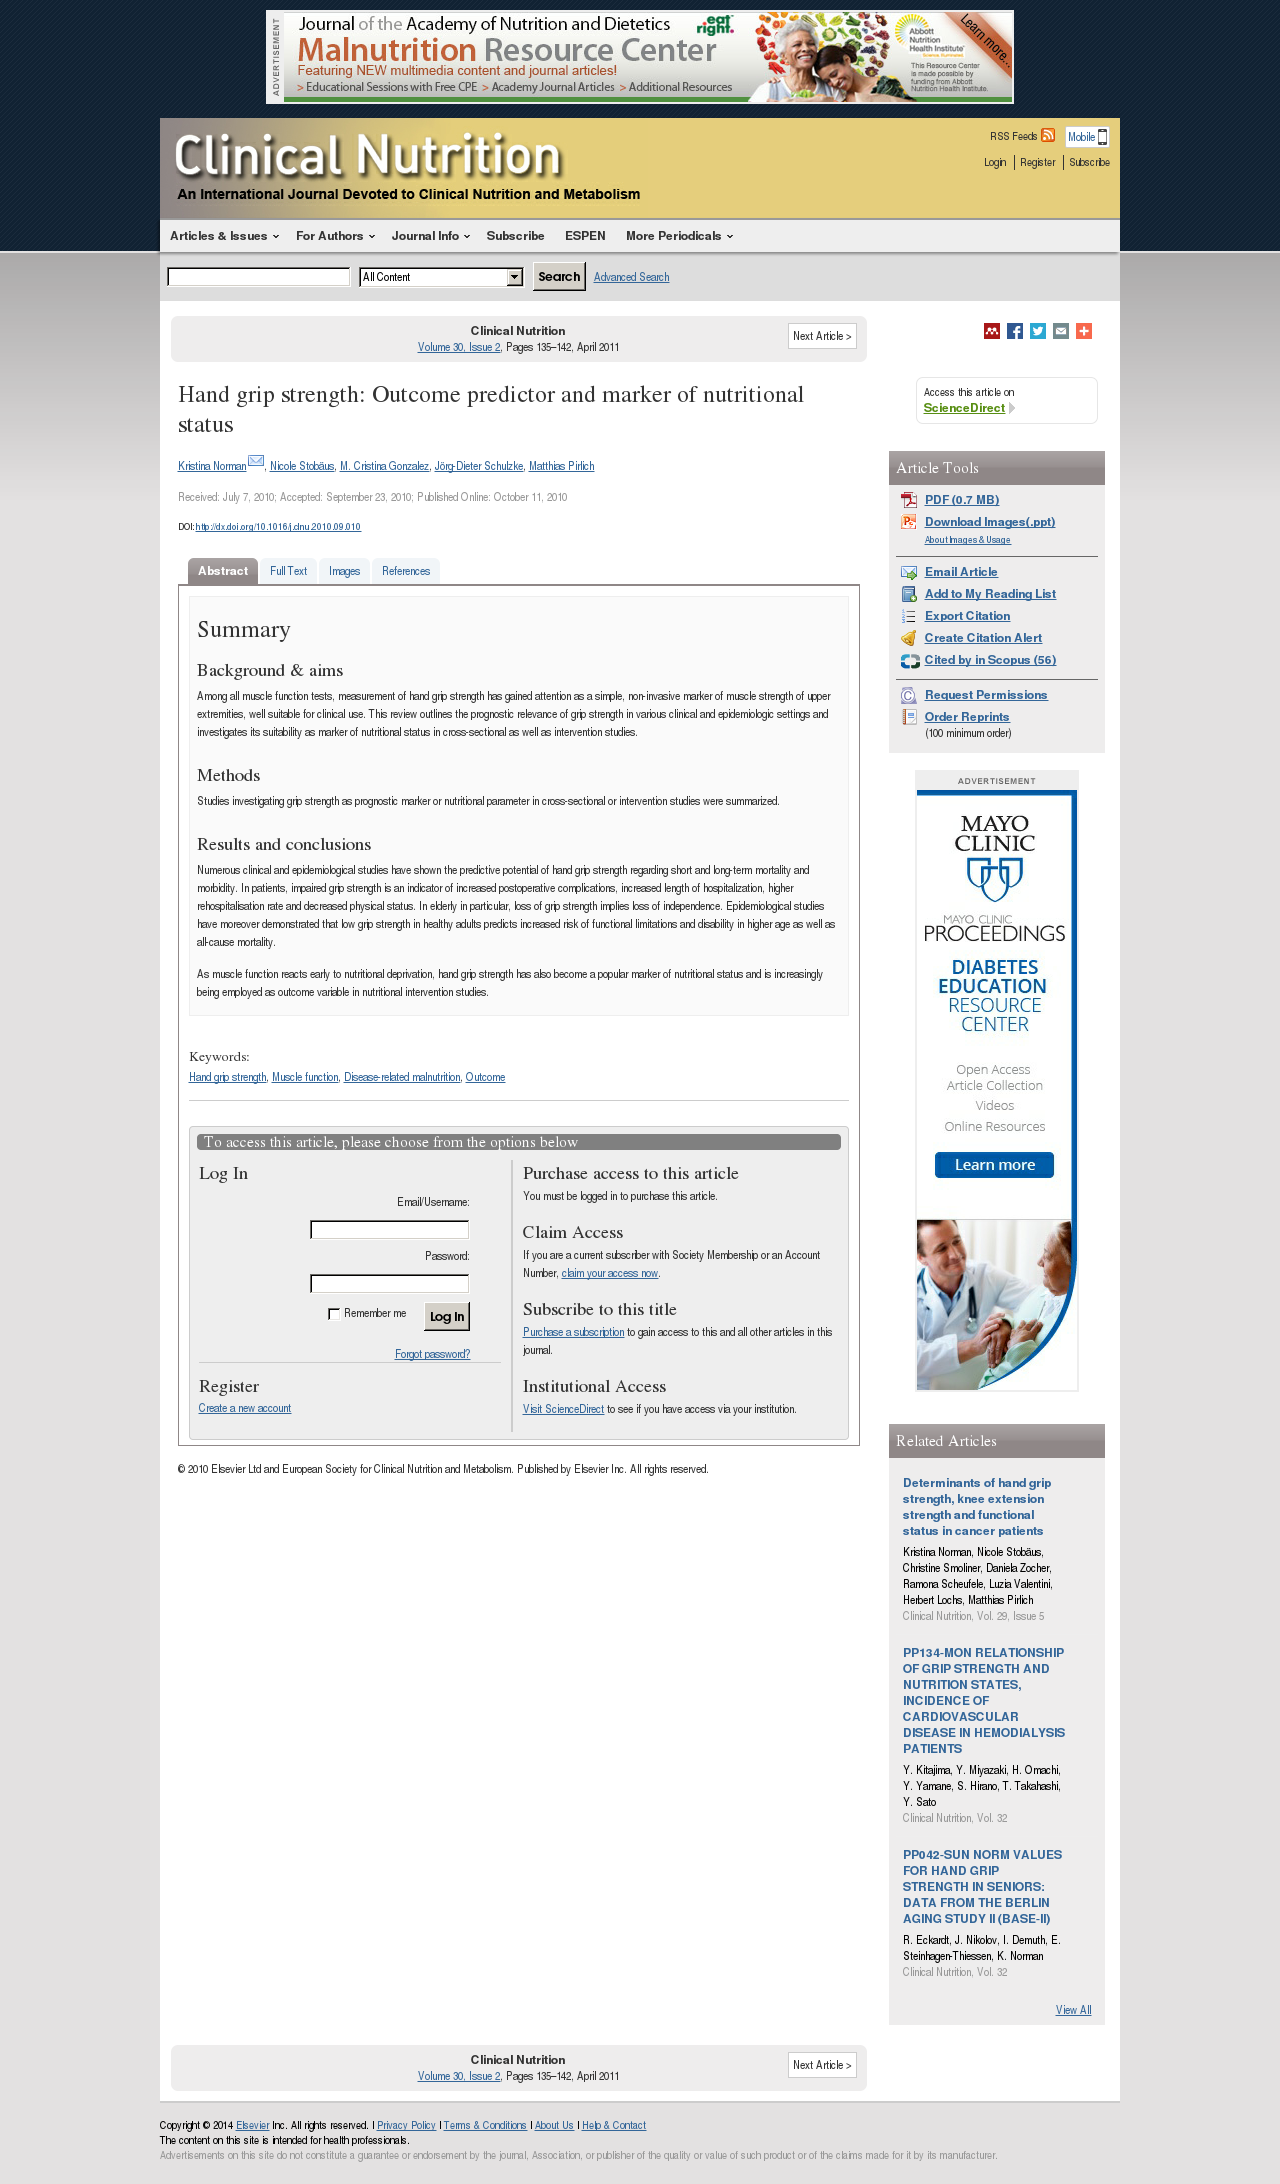 ADVERTISEMENT
Journal of the Academy of Nutrition and Dietetics
eat right.
Malnutrition Resource Center
Featuring NEW multimedia content and journal articles!
> Educational Sessions with Free CPE > Academy Journal Articles > Additional Resources
Abbott
Nutrition
Health Institute
This Resource Center
is made possible by
funding from Abbott
Nutrition Health Institute.
Learn more...
Clinical Nutrition
An International Journal Devoted to Clinical Nutrition and Metabolism
RSS Feeds Mobile
Login Register Subscribe
Articles & Issues For Authors Journal Info Subscribe ESPEN More Periodicals
All Content Search Advanced Search
Clinical Nutrition
Volume 30, Issue 2, Pages 135–142, April 2011
Next Article >
Hand grip strength: Outcome predictor and marker of nutritional
status
Kristina Norman, Nicole Stobäus, M. Cristina Gonzalez, Jörg-Dieter Schulzke, Matthias Pirlich
Received: July 7, 2010; Accepted: September 23, 2010; Published Online: October 11, 2010
DOI: http://dx.doi.org/10.1016/j.clnu.2010.09.010
Abstract Full Text Images References
Summary
Background & aims
Among all muscle function tests, measurement of hand grip strength has gained attention as a simple, non-invasive marker of muscle strength of upper
extremities, well suitable for clinical use. This review outlines the prognostic relevance of grip strength in various clinical and epidemiologic settings and
investigates its suitability as marker of nutritional status in cross-sectional as well as intervention studies.
Methods
Studies investigating grip strength as prognostic marker or nutritional parameter in cross-sectional or intervention studies were summarized.
Results and conclusions
Numerous clinical and epidemiological studies have shown the predictive potential of hand grip strength regarding short and long-term mortality and
morbidity. In patients, impaired grip strength is an indicator of increased postoperative complications, increased length of hospitalization, higher
rehospitalisation rate and decreased physical status. In elderly in particular, loss of grip strength implies loss of independence. Epidemiological studies
have moreover demonstrated that low grip strength in healthy adults predicts increased risk of functional limitations and disability in higher age as well as
all-cause mortality.
As muscle function reacts early to nutritional deprivation, hand grip strength has also become a popular marker of nutritional status and is increasingly
being employed as outcome variable in nutritional intervention studies.
Keywords:
Hand grip strength, Muscle function, Disease-related malnutrition, Outcome
To access this article, please choose from the options below
Log In
Email/Username:
Password:
Remember me Log In
Forgot password?
Register
Create a new account
Purchase access to this article
You must be logged in to purchase this article.
Claim Access
If you are a current subscriber with Society Membership or an Account
Number, claim your access now.
Subscribe to this title
Purchase a subscription to gain access to this and all other articles in this
journal.
Institutional Access
Visit ScienceDirect to see if you have access via your institution.
© 2010 Elsevier Ltd and European Society for Clinical Nutrition and Metabolism. Published by Elsevier Inc. All rights reserved.
Access this article on
ScienceDirect
Article Tools
PDF (0.7 MB)
Download Images(.ppt)
About Images & Usage
Email Article
Add to My Reading List
Export Citation
Create Citation Alert
Cited by in Scopus (56)
Request Permissions
Order Reprints
(100 minimum order)
ADVERTISEMENT
MAYO
CLINIC
MAYO CLINIC
PROCEEDINGS
DIABETES
EDUCATION
RESOURCE
CENTER
Open Access
Article Collection
Videos
Online Resources
Learn more
Related Articles
Determinants of hand grip
strength, knee extension
strength and functional
status in cancer patients
Kristina Norman, Nicole Stobäus,
Christine Smoliner, Daniela Zocher,
Ramona Scheufele, Luzia Valentini,
Herbert Lochs, Matthias Pirlich
Clinical Nutrition, Vol. 29, Issue 5
PP134-MON RELATIONSHIP
OF GRIP STRENGTH AND
NUTRITION STATES,
INCIDENCE OF
CARDIOVASCULAR
DISEASE IN HEMODIALYSIS
PATIENTS
Y. Kitajima, Y. Miyazaki, H. Omachi,
Y. Yamane, S. Hirano, T. Takahashi,
Y. Sato
Clinical Nutrition, Vol. 32
PP042-SUN NORM VALUES
FOR HAND GRIP
STRENGTH IN SENIORS:
DATA FROM THE BERLIN
AGING STUDY II (BASE-II)
R. Eckardt, J. Nikolov, I. Demuth, E.
Steinhagen-Thiessen, K. Norman
Clinical Nutrition, Vol. 32
View All
Clinical Nutrition
Volume 30, Issue 2, Pages 135–142, April 2011
Next Article >
Copyright © 2014 Elsevier Inc. All rights reserved. | Privacy Policy | Terms & Conditions | About Us | Help & Contact
The content on this site is intended for health professionals.
Advertisements on this site do not constitute a guarantee or endorsement by the journal, Association, or publisher of the quality or value of such product or of the claims made for it by its manufacturer.